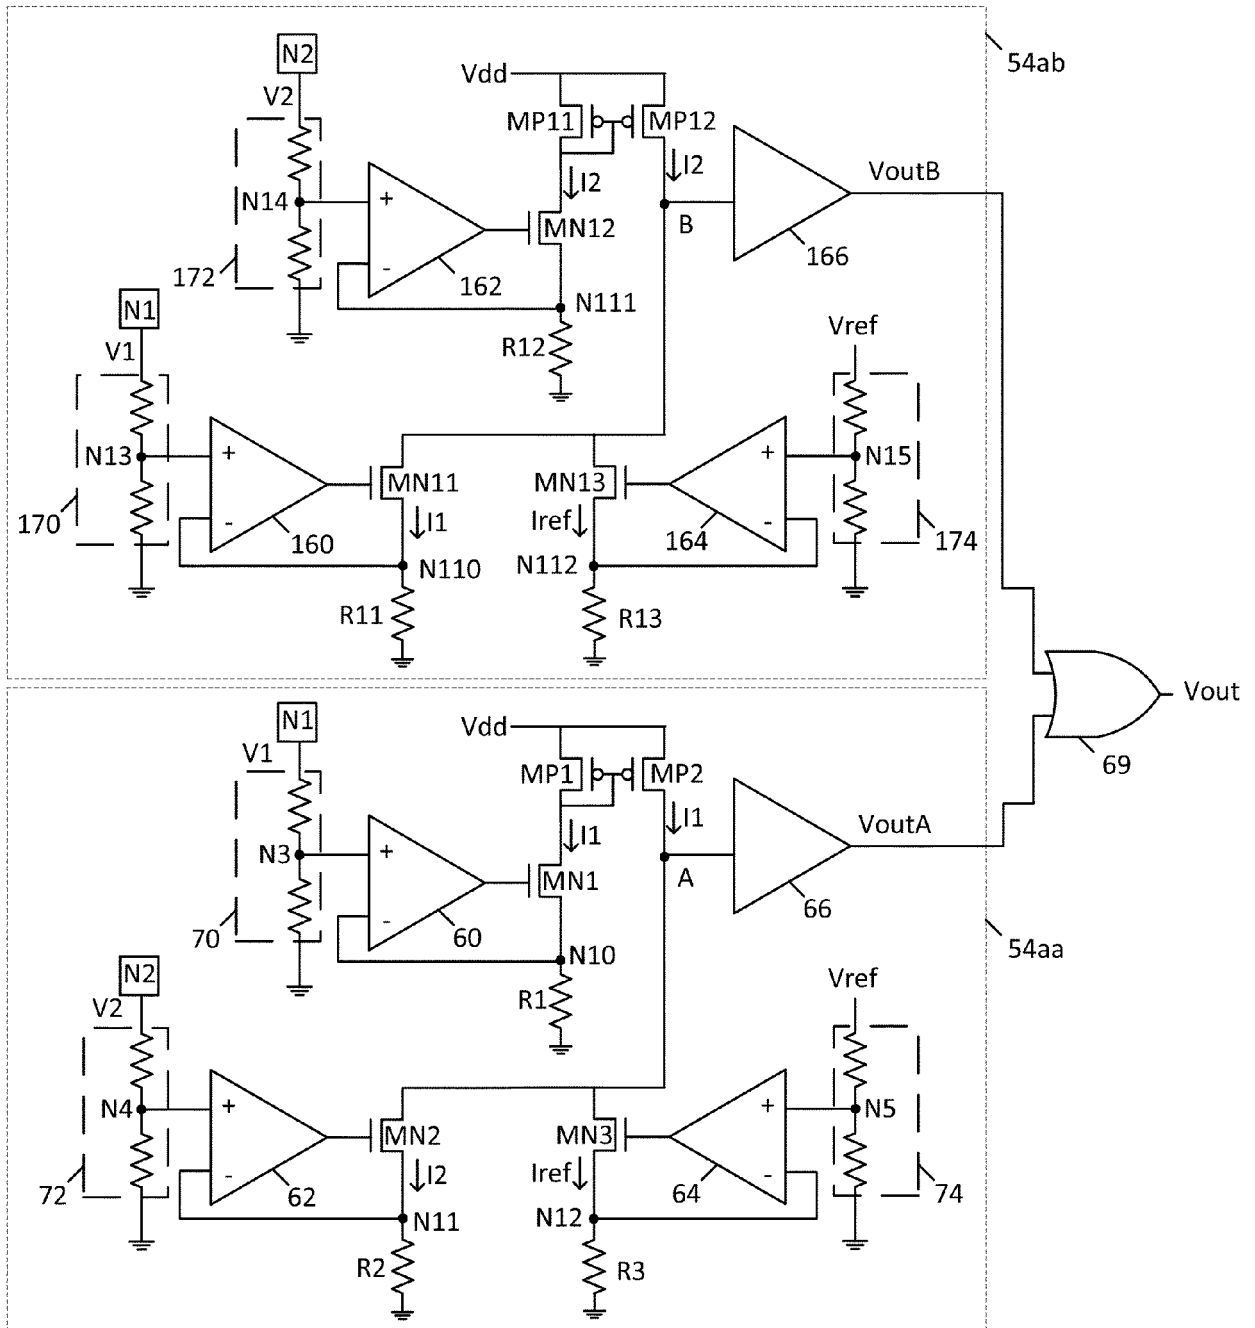 N2
54ab
Vdd
V2
MP11
MP12
I2
I2
VoutB
N14
+
MN12
B
172
-
162
166
N1
N111
V1
R12
Vref
N13
+
MN11
MN13
+
N15
170
-
I1
Iref
-
160
164
174
N110
N112
R11
R13
Vout
N1
69
Vdd
V1
MP1
MP2
I1
I1
VoutA
N3
+
MN1
A
70
-
60
66
54aa
N2
N10
V2
R1
Vref
N4
+
MN2
MN3
+
N5
72
-
I2
Iref
-
62
64
74
N11
N12
R2
R3